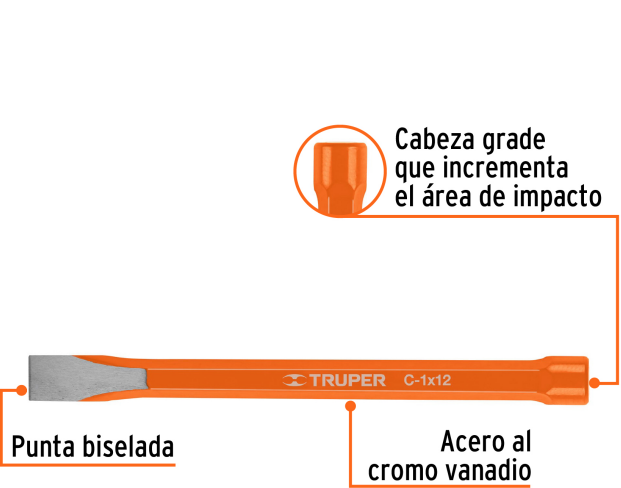 Cabeza grade
que incrementa
el área de impacto
TRUPER C-1x12
Punta biselada
Acero al
cromo vanadio